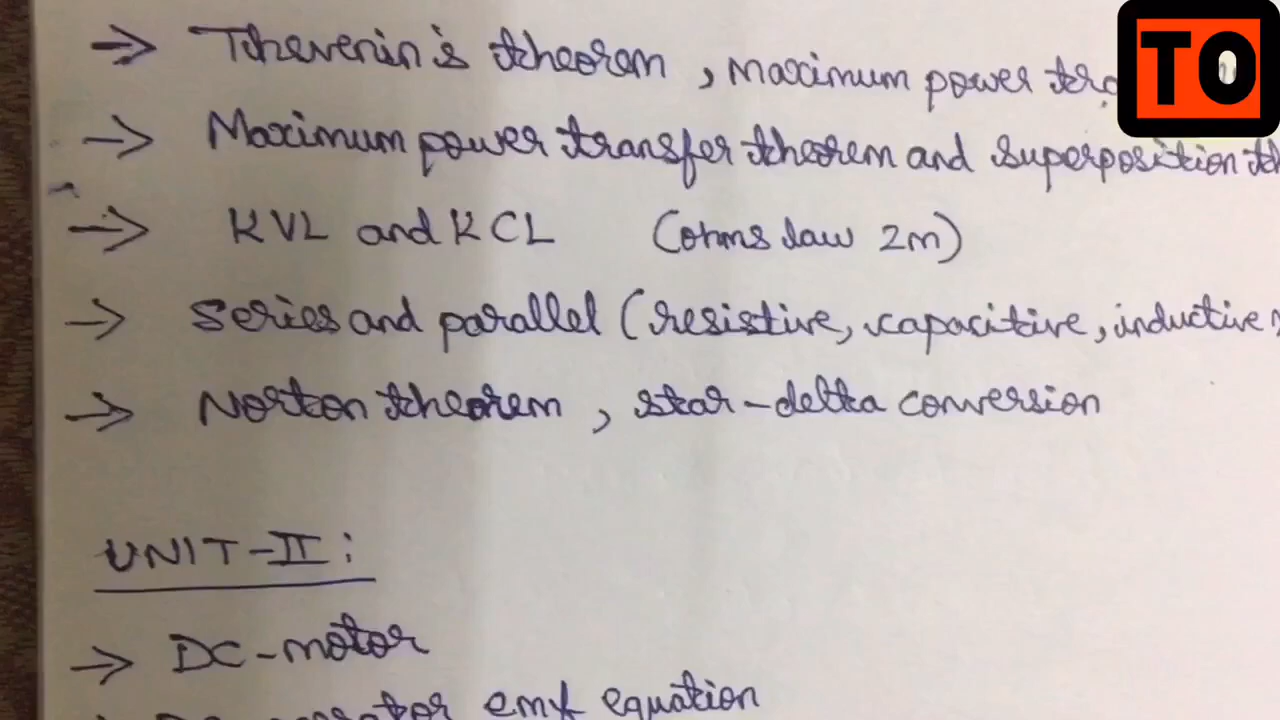 → Thevenin's theorem, Maximum power
TO
→ Maximum power transfer theorem and superposition
→ KVL and KCL (ohms law 2m)
→ series and parallel (resistive, capacitive, inductive
→ Norton theorem, star-delta conversion
UNIT-II:
→ DC-motor
emf equation